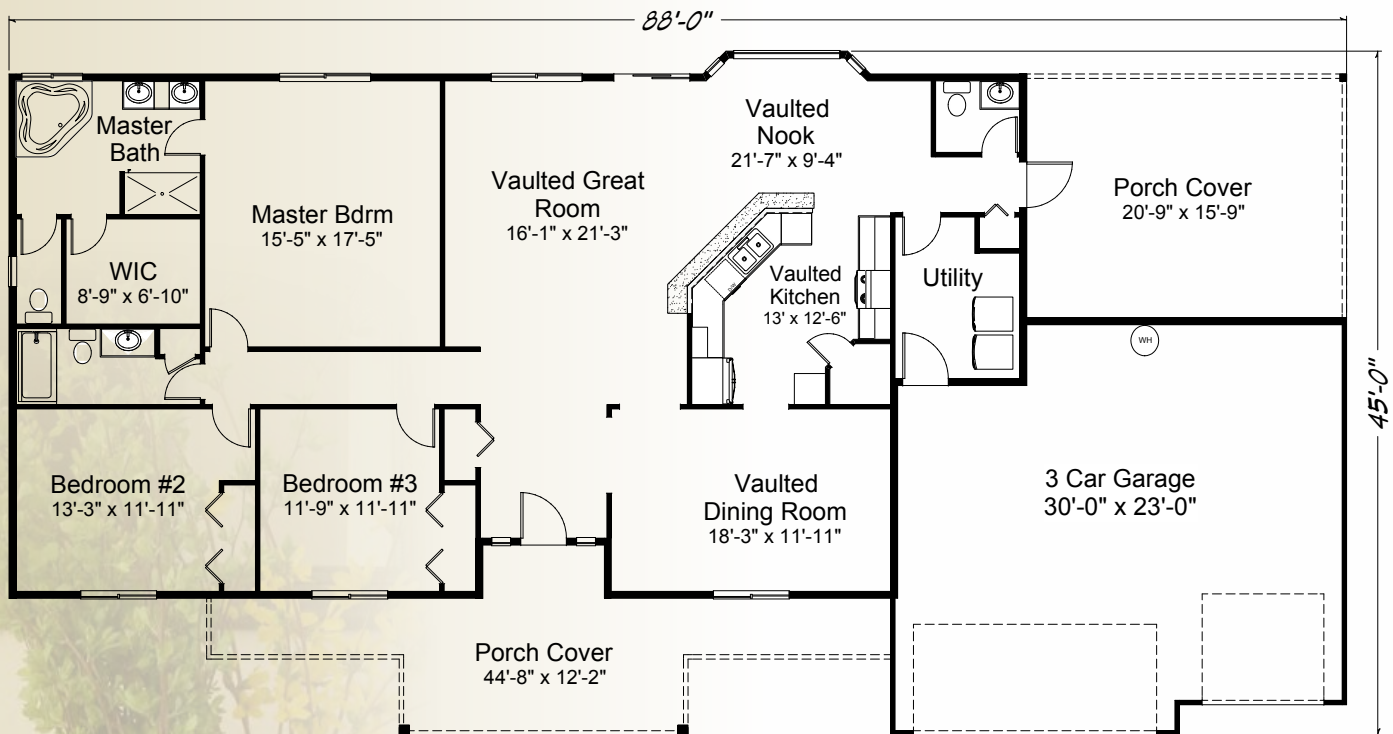 88'-0"
Master
Bath
Master Bdrm
15'-5" x 17'-5"
WIC
8'-9" x 6'-10"
Vaulted Great
Room
16'-1" x 21'-3"
Vaulted
Nook
21'-7" x 9'-4"
Vaulted
Kitchen
13' x 12'-6"
Utility
Porch Cover
20'-9" x 15'-9"
WH
45'-0"
Bedroom #2
13'-3" x 11'-11"
Bedroom #3
11'-9" x 11'-11"
Vaulted
Dining Room
18'-3" x 11'-11"
3 Car Garage
30'-0" x 23'-0"
Porch Cover
44'-8" x 12'-2"